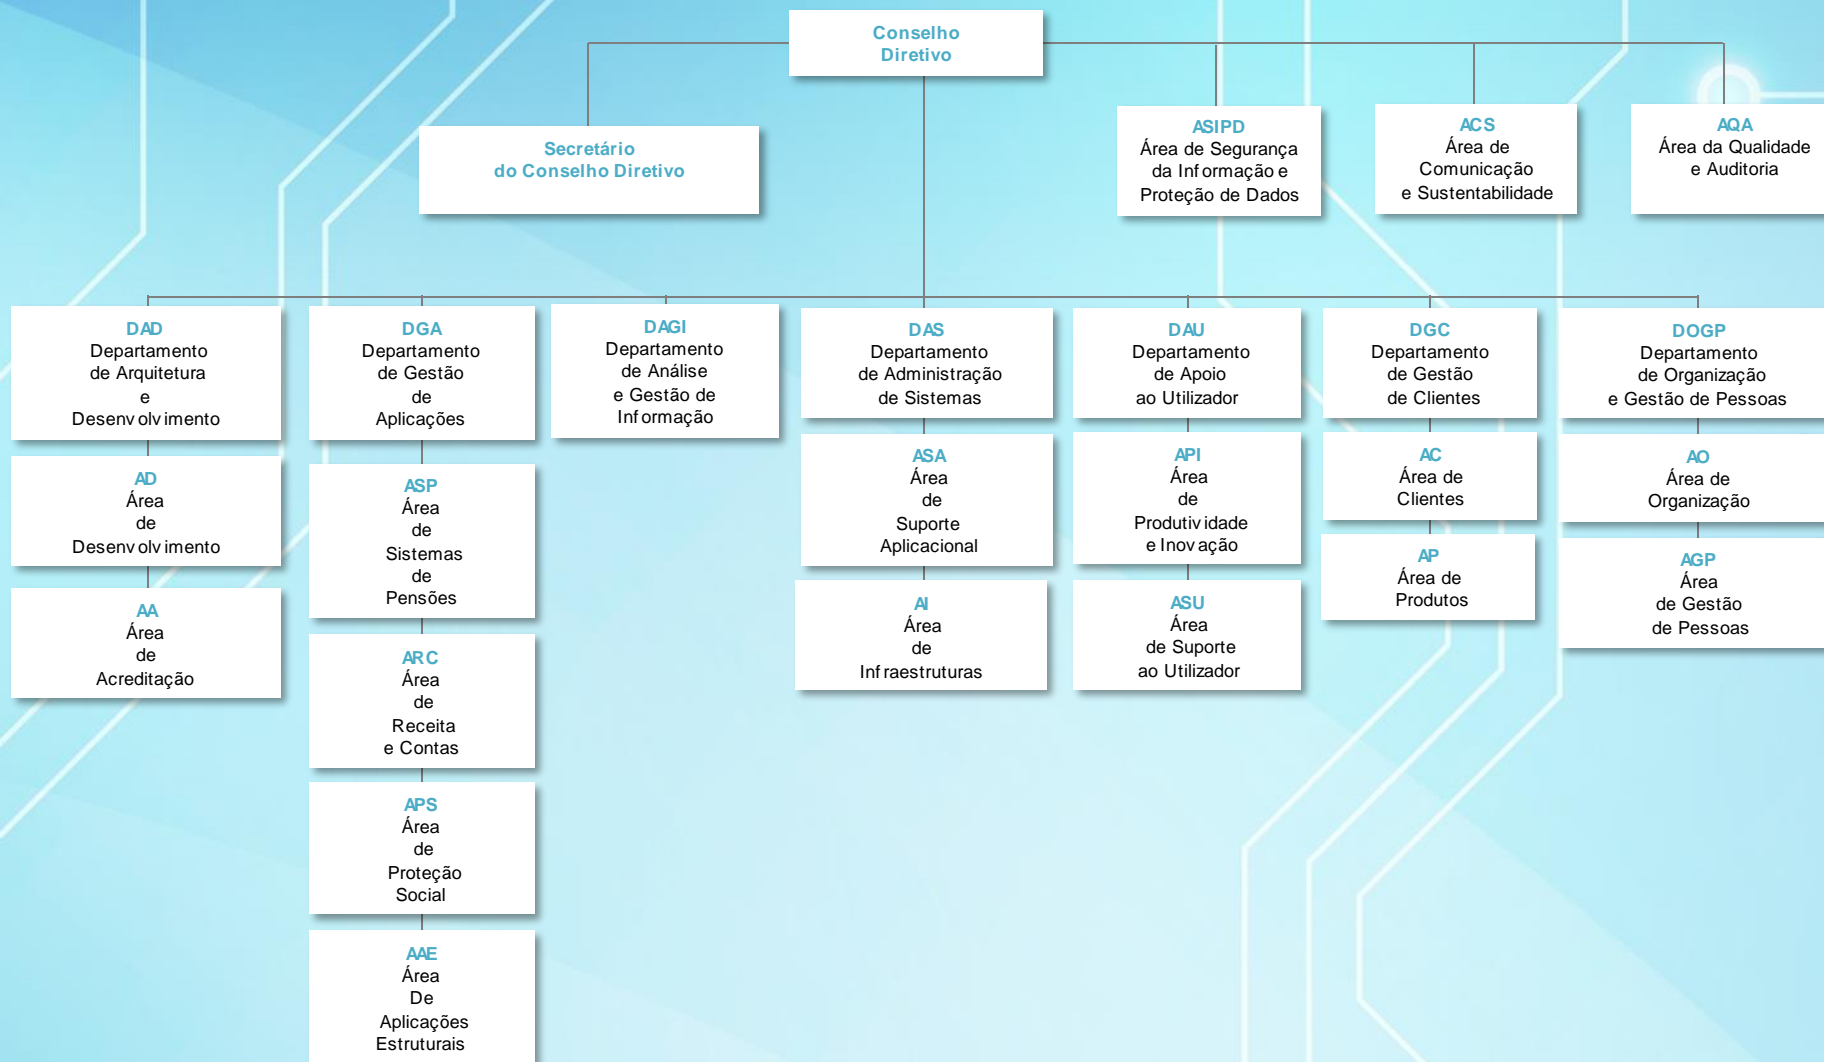 Conselho
Diretivo
Secretário
do Conselho Diretivo
ASIPD
Área de Segurança
da Informação e
Proteção de Dados
ACS
Área de
Comunicação
e Sustentabilidade
AQA
Área da Qualidade
e Auditoria
DAD
Departamento
de Arquitetura
e
Desenvolvimento
AD
Área
de
Desenvolvimento
AA
Área
de
Acreditação
DGA
Departamento
de Gestão
de
Aplicações
ASP
Área
de
Sistemas
de
Pensões
ARC
Área
de
Receita
e Contas
APS
Área
de
Proteção
Social
AAE
Área
De
Aplicações
Estruturais
DAGI
Departamento
de Análise
e Gestão de
Informação
DAS
Departamento
de Administração
de Sistemas
ASA
Área
de
Suporte
Aplicacional
AI
Área
de
Infraestruturas
DAU
Departamento
de Apoio
ao Utilizador
API
Área
de
Produtividade
e Inovação
ASU
Área
de Suporte
ao Utilizador
DGC
Departamento
de Gestão
de Clientes
AC
Área de
Clientes
AP
Área de
Produtos
DOGP
Departamento
de Organização
e Gestão de Pessoas
AO
Área de
Organização
AGP
Área
de Gestão
de Pessoas